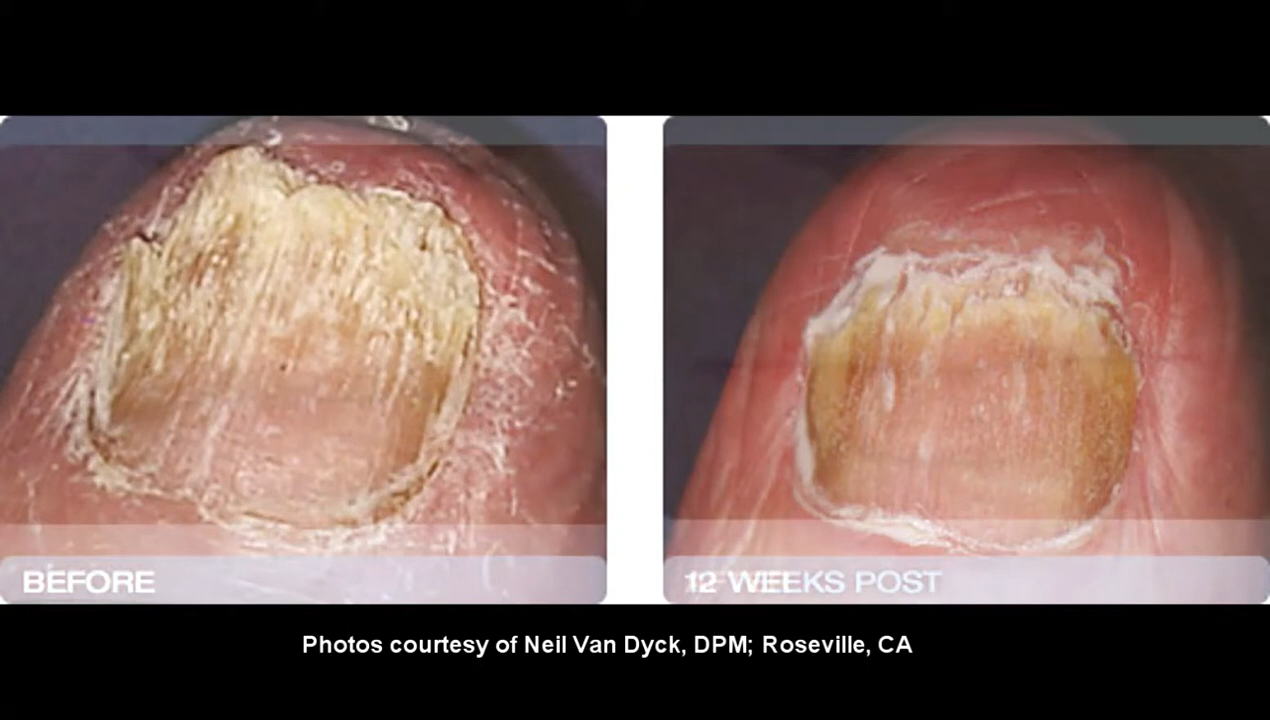 BEFORE
12 WEEKS POST
Photos courtesy of Neil Van Dyck, DPM; Roseville, CA